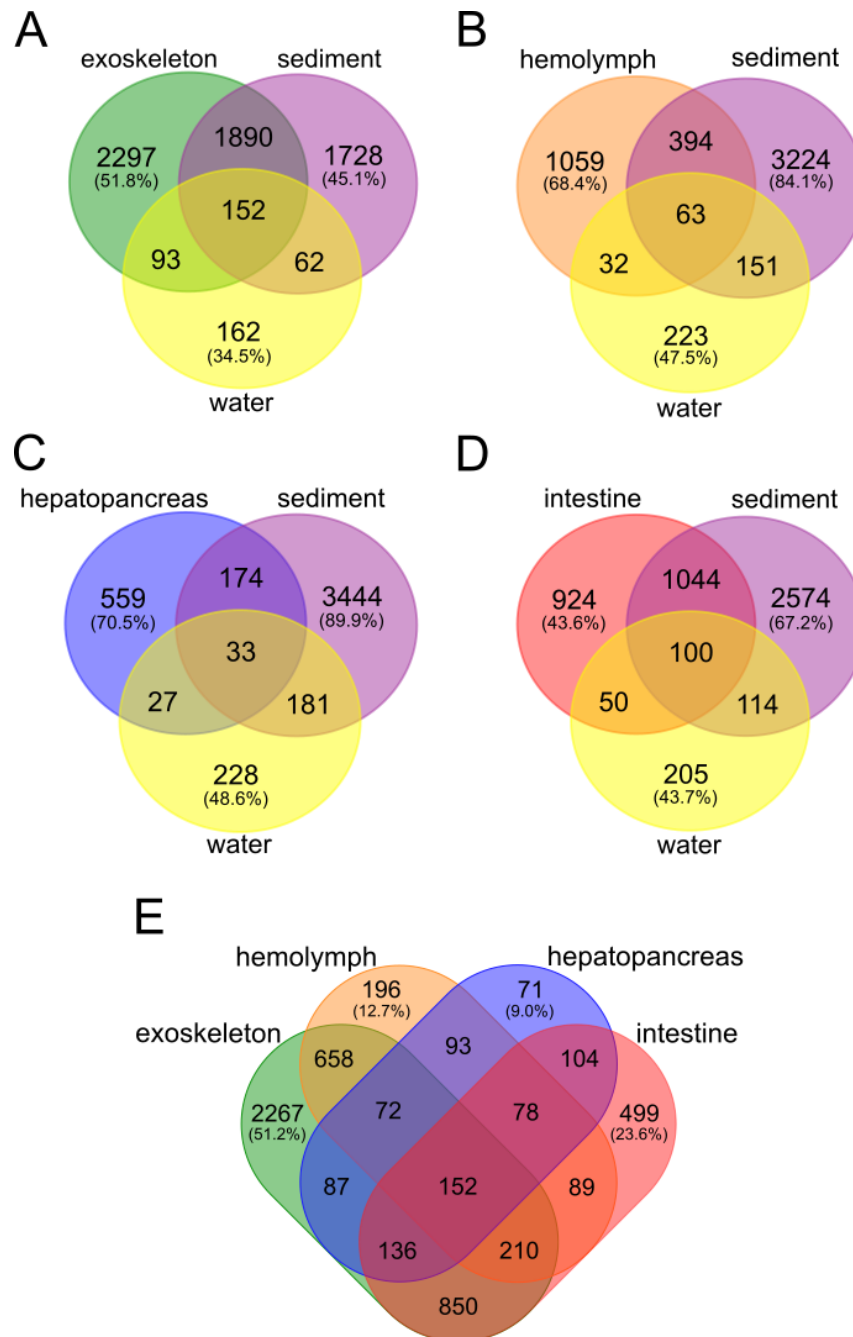 A
exoskeleton
sediment
2297
(51.8%)
1890
1728
(45.1%)
152
93
62
162
(34.5%)
water
B
hemolymph
sediment
1059
(68.4%)
394
3224
(84.1%)
63
32
151
223
(47.5%)
water
C
hepatopancreas
sediment
559
(70.5%)
174
3444
(89.9%)
33
27
181
228
(48.6%)
water
D
intestine
sediment
924
(43.6%)
1044
2574
(67.2%)
100
50
114
205
(43.7%)
water
E
hemolymph
hepatopancreas
exoskeleton
intestine
196
(12.7%)
71
(9.0%)
658
93
104
2267
(51.2%)
72
78
499
(23.6%)
87
152
89
136
210
850